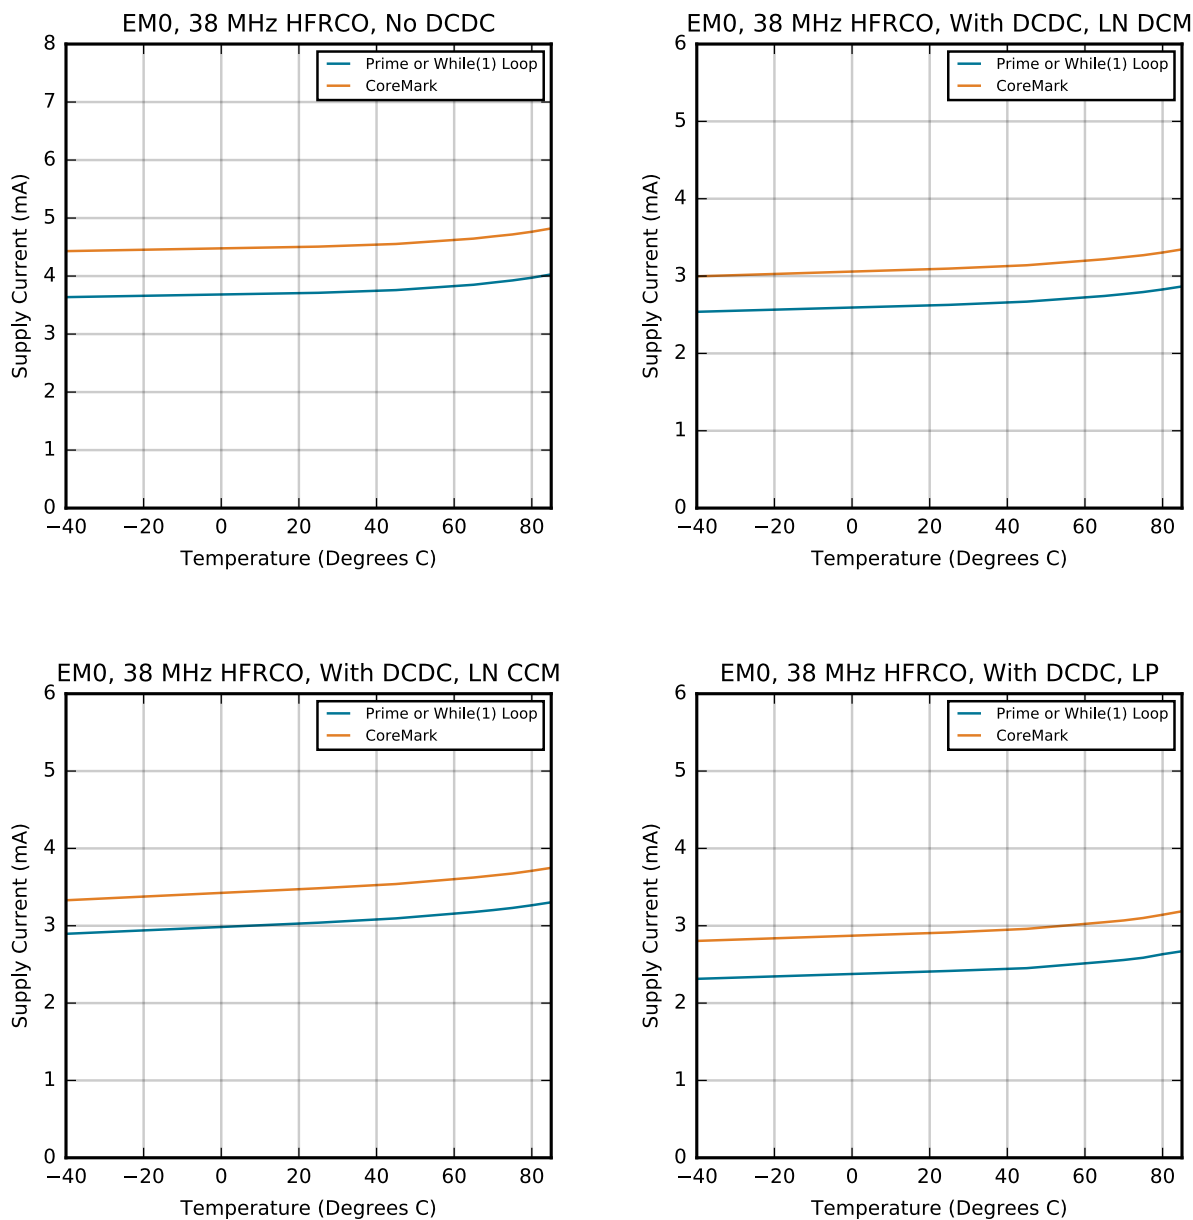 EM0, 38 MHz HFRCO, No DCDC
8
7
6
5
4
3
2
1
0
Supply Current (mA)
Prime or While(1) Loop
CoreMark
−40 −20 0 20 40 60 80
Temperature (Degrees C)
EM0, 38 MHz HFRCO, With DCDC, LN DCM
6
5
4
3
2
1
0
Supply Current (mA)
Prime or While(1) Loop
CoreMark
−40 −20 0 20 40 60 80
Temperature (Degrees C)
EM0, 38 MHz HFRCO, With DCDC, LN CCM
6
5
4
3
2
1
0
Supply Current (mA)
Prime or While(1) Loop
CoreMark
−40 −20 0 20 40 60 80
Temperature (Degrees C)
EM0, 38 MHz HFRCO, With DCDC, LP
6
5
4
3
2
1
0
Supply Current (mA)
Prime or While(1) Loop
CoreMark
−40 −20 0 20 40 60 80
Temperature (Degrees C)